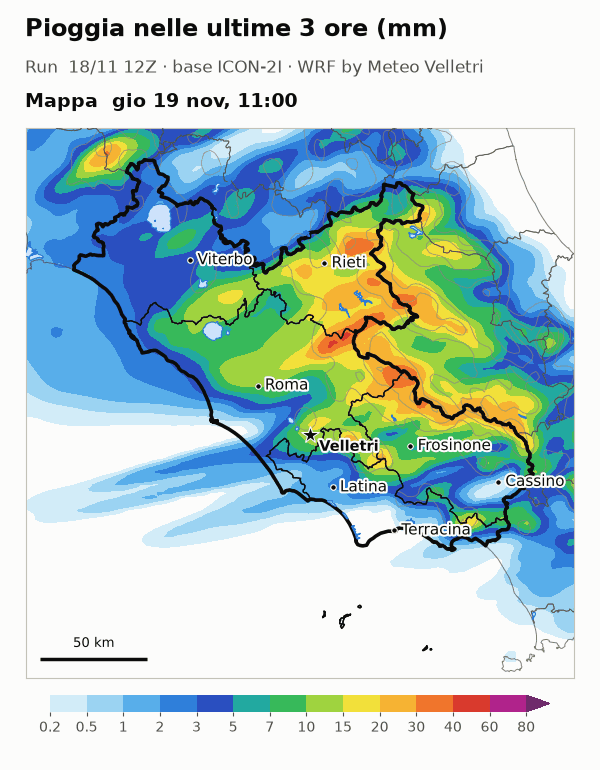 Pioggia nelle ultime 3 ore (mm)
Run  18/11 12Z · base ICON-2I · WRF by Meteo Velletri
Mappa  gio 19 nov, 11:00
Viterbo
Rieti
Roma
Velletri
Frosinone
Cassino
Latina
Terracina
50 km
0.2 0.5 1 2 3 5 7 10 15 20 30 40 60 80